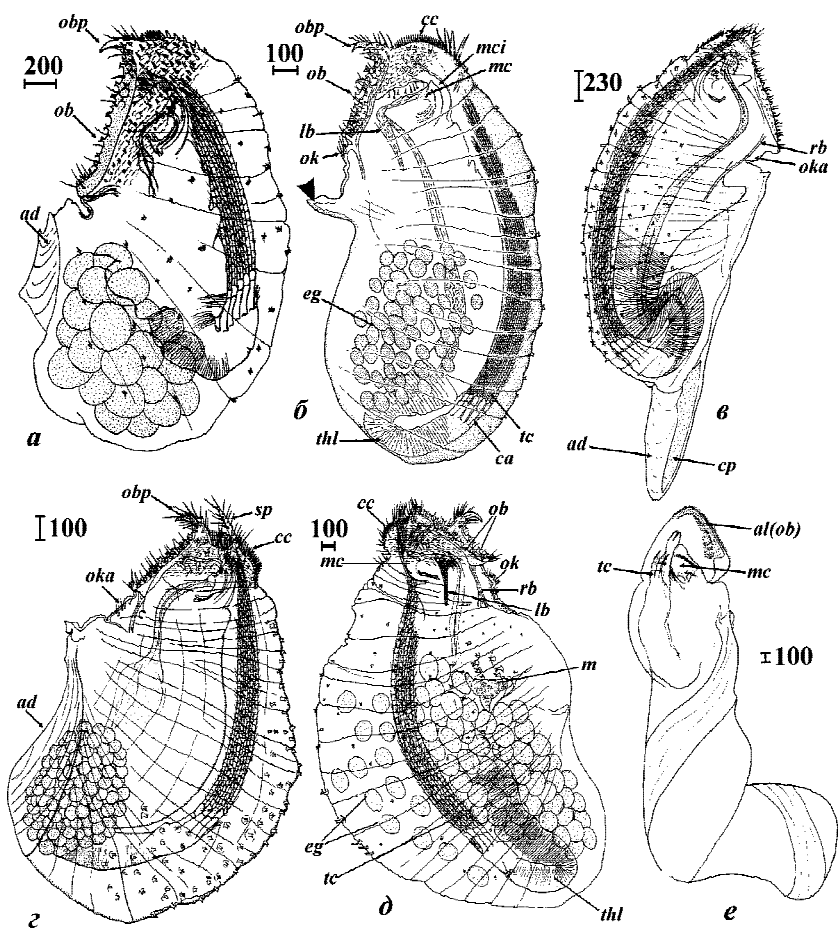 obp
200
ob
ad
а
cc
obp
100
mci
mc
ob
lb
ok
eg
thl
tc
ca
б
230
rb
oka
ad
cp
в
obp
sp
100
cc
oka
ad
г
cc
ob
100
mc
ok
rb
lb
m
eg
tc
thl
д
al(ob)
tc
mc
100
е